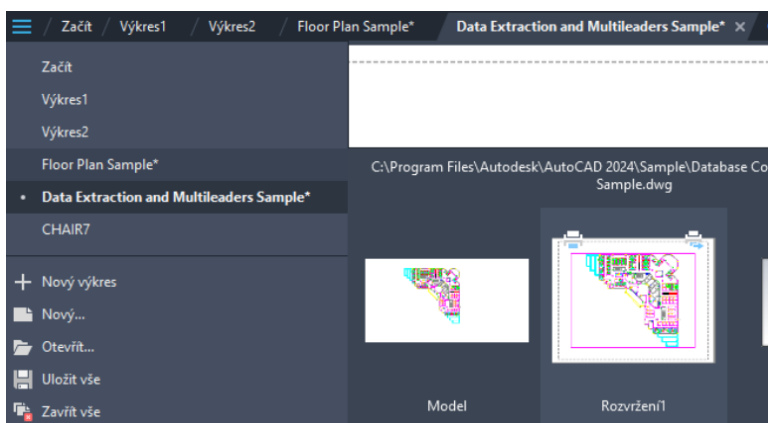 Začít
Výkres1
Výkres2
Floor Plan Sample*
Data Extraction and Multileaders Sample*
Začít
Výkres1
Výkres2
Floor Plan Sample*
Data Extraction and Multileaders Sample*
CHAIR7
Nový výkres
Nový...
Otevřít...
Uložit vše
Zavřít vše
C:\Program Files\Autodesk\AutoCAD 2024\Sample\Database Co
Sample.dwg
Model
Rozvržení1